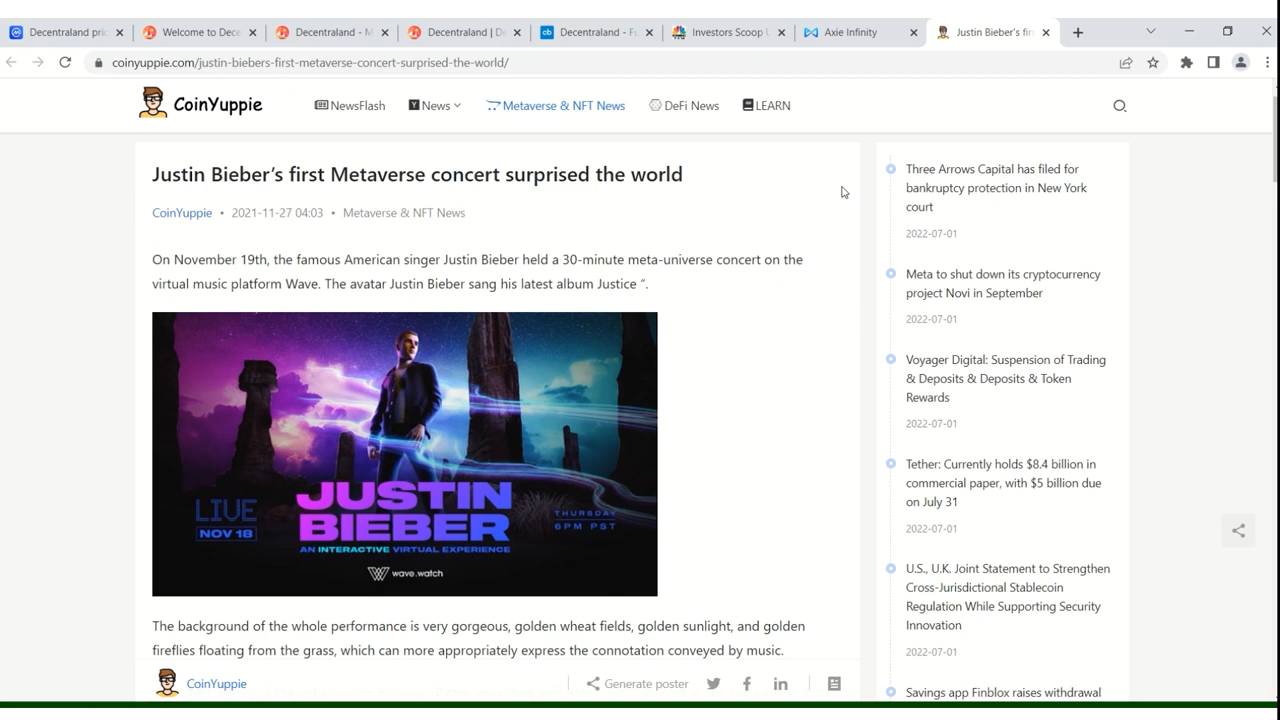 Decentraland pric
Welcome to Dece
Decentraland - M
Decentraland | De
Decentraland - Fu
Investors Scoop U
Axie Infinity
Justin Bieber's fir
coinyuppie.com/justin-biebers-first-metaverse-concert-surprised-the-world/
CoinYuppie
NewsFlash
News
Metaverse & NFT News
DeFi News
LEARN
Justin Bieber's first Metaverse concert surprised the world
CoinYuppie • 2021-11-27 04:03 • Metaverse & NFT News
On November 19th, the famous American singer Justin Bieber held a 30-minute meta-universe concert on the
virtual music platform Wave. The avatar Justin Bieber sang his latest album Justice “.
LIVE
NOV 18
JUSTIN
BIEBER
AN INTERACTIVE VIRTUAL EXPERIENCE
THURSDAY
6PM PST
wave.watch
The background of the whole performance is very gorgeous, golden wheat fields, golden sunlight, and golden
fireflies floating from the grass, which can more appropriately express the connotation conveyed by music.
CoinYuppie
Generate poster
Three Arrows Capital has filed for
bankruptcy protection in New York
court
2022-07-01
Meta to shut down its cryptocurrency
project Novi in September
2022-07-01
Voyager Digital: Suspension of Trading
& Deposits & Deposits & Token
Rewards
2022-07-01
Tether: Currently holds $8.4 billion in
commercial paper, with $5 billion due
on July 31
2022-07-01
U.S., U.K. Joint Statement to Strengthen
Cross-Jurisdictional Stablecoin
Regulation While Supporting Security
Innovation
2022-07-01
Savings app Finblox raises withdrawal